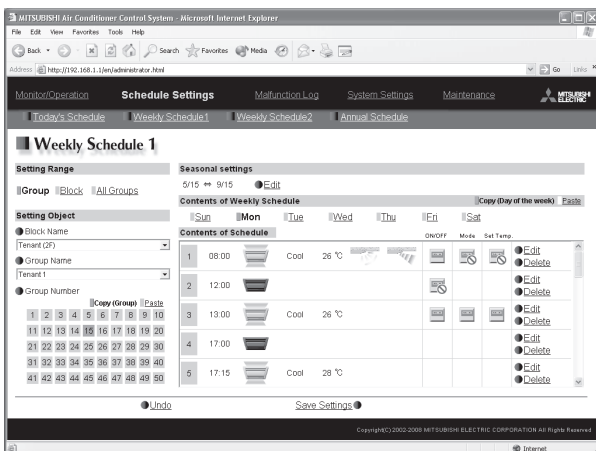 MITSUBISHI Air Conditioner Control System - Microsoft Internet Explorer
File Edit View Favorites Tools Help
Back Search Favorites Media
Address http://192.168.1.1/en/administrator.html Go Links
Monitor/Operation Schedule Settings Malfunction Log System Settings Maintenance MITSUBISHI ELECTRIC
Today's Schedule Weekly Schedule1 Weekly Schedule2 Annual Schedule
Weekly Schedule 1
Setting Range
Group Block All Groups
Setting Object
Block Name
Tenant (2F)
Group Name
Tenant 1
Group Number
Copy (Group) Paste
1 2 3 4 5 6 7 8 9 10
11 12 13 14 15 16 17 18 19 20
21 22 23 24 25 26 27 28 29 30
31 32 33 34 35 36 37 38 39 40
41 42 43 44 45 46 47 48 49 50
Seasonal settings
5/15 ⇔ 9/15 Edit
Contents of Weekly Schedule Copy (Day of the week) Paste
Sun Mon Tue Wed Thu Fri Sat
Contents of Schedule ON/OFF Mode Set Temp.
1 08:00 Cool 26 °C Edit
Delete
2 12:00 Edit
Delete
3 13:00 Cool 26 °C Edit
Delete
4 17:00 Edit
Delete
5 17:15 Cool 28 °C Edit
Delete
Undo Save Settings
Copyright(C) 2002-2008 MITSUBISHI ELECTRIC CORPORATION All Rights Reserved
Internet